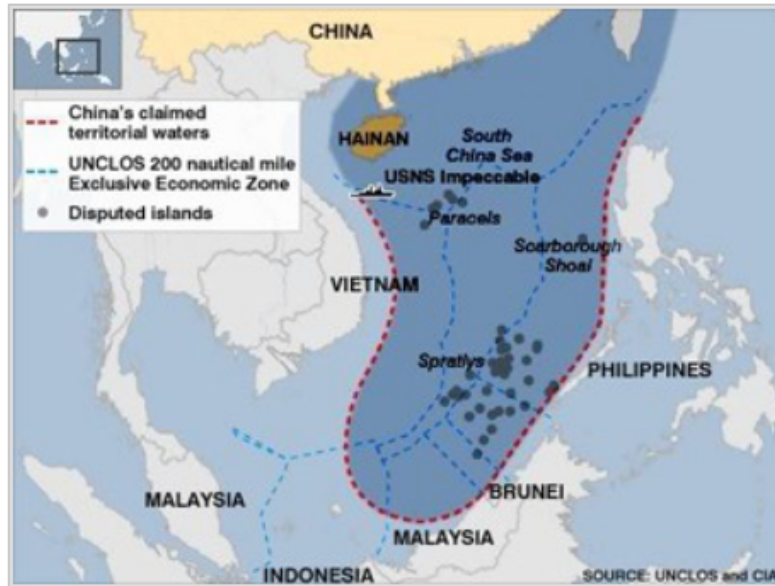 CHINA
China's claimed
territorial waters
UNCLOS 200 nautical mile
Exclusive Economic Zone
Disputed islands
HAINAN
South
China Sea
USNS Impeccable
Paracels
Scarborough
Shoal
VIETNAM
Spratlys
PHILIPPINES
BRUNEI
MALAYSIA
MALAYSIA
INDONESIA
SOURCE: UNCLOS and CIA